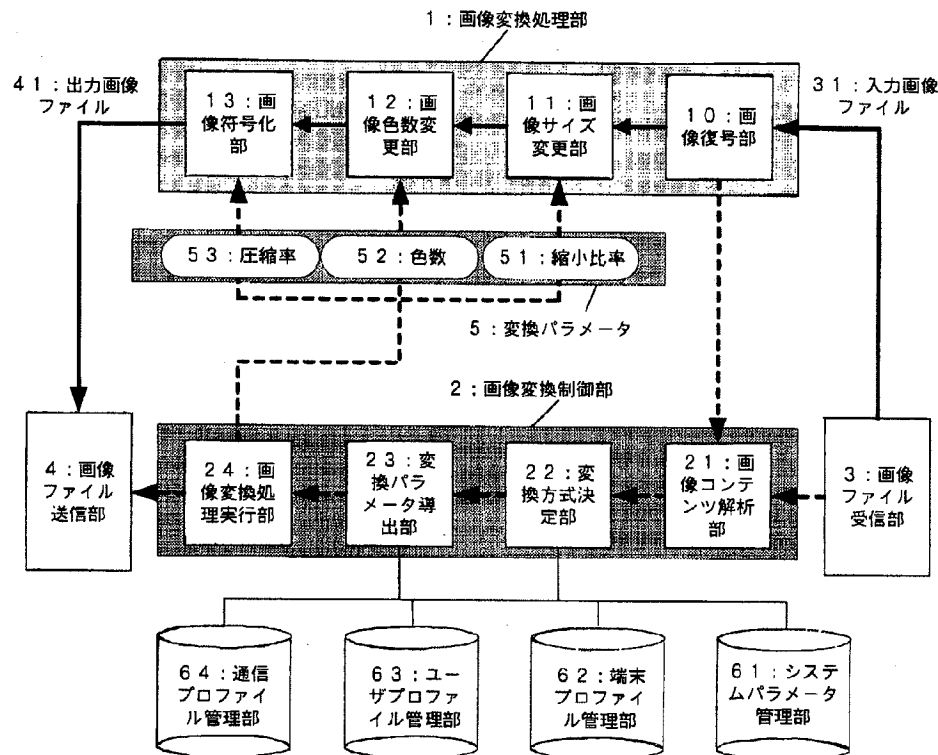 1:画像変換処理部
41:出力画像
ファイル
31:入力画像
ファイル
13:画
像符号化
部
12:画
像色数変
更部
11:画
像サイズ
変更部
10:画
像復号部
53:圧縮率
52:色数
51:縮小比率
5:変換パラメータ
2:画像変換制御部
4:画像
ファイル
送信部
24:画
像変換処
理実行部
23:変
換パラ
メータ導
出部
22:変
換方式決
定部
21:画
像コンテ
ンツ解析
部
3:画像
ファイル
受信部
64:通信
プロファイ
ル管理部
63:ユー
ザプロファ
イル管理部
62:端末
プロファイ
ル管理部
61:システ
ムパラメータ
管理部